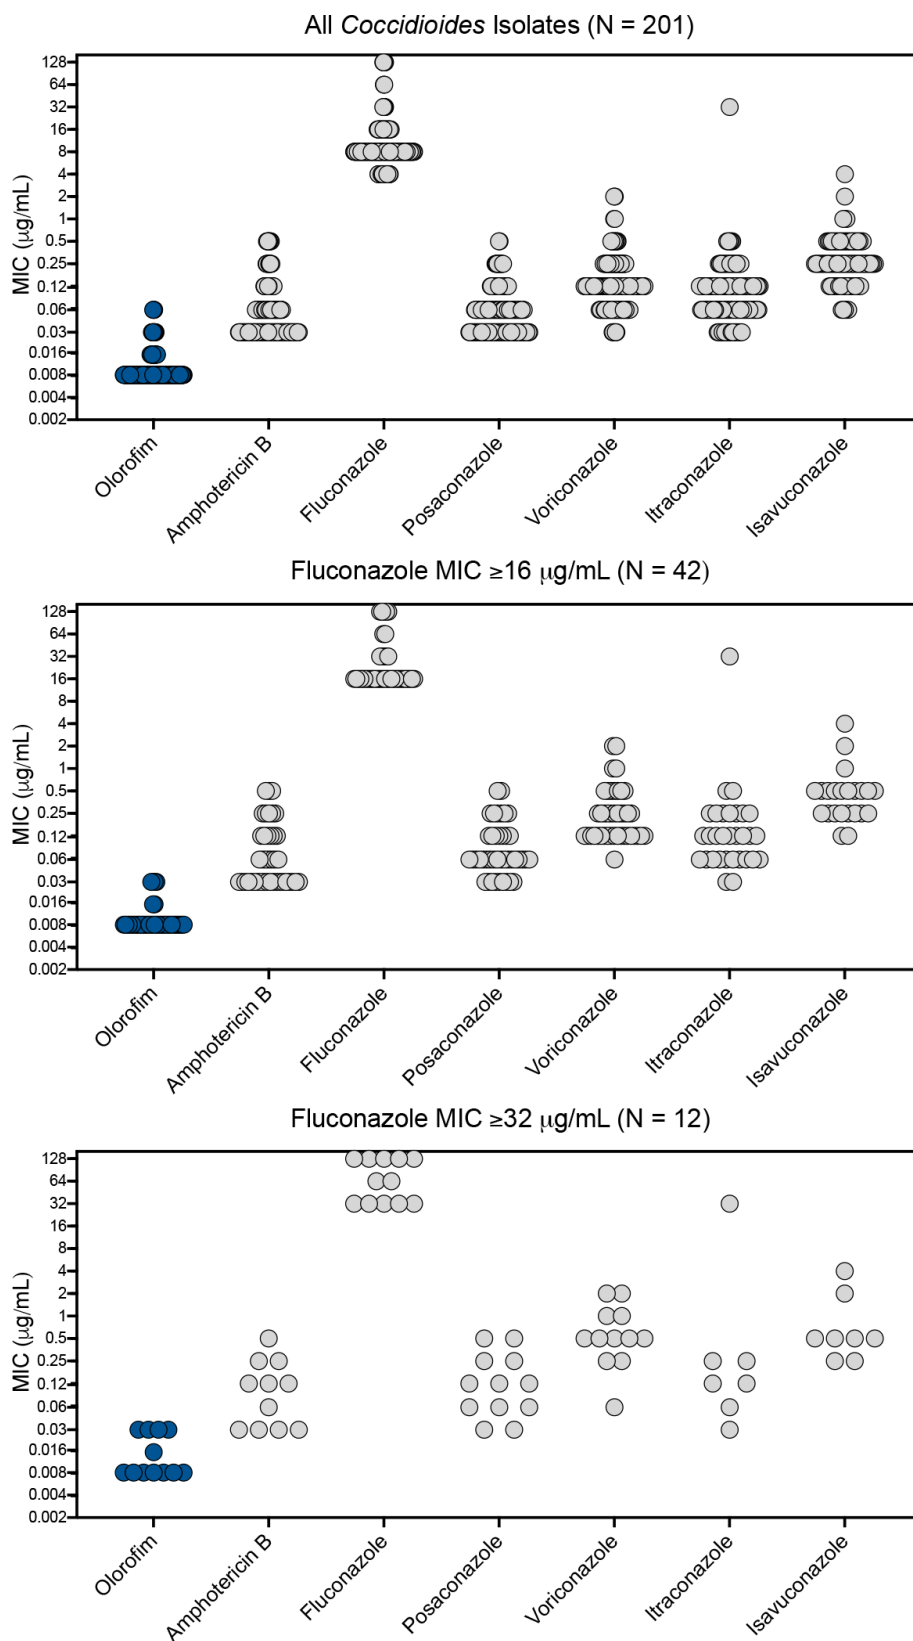 All Coccidioides Isolates (N = 201)
MIC (μg/mL)
128
64
32
16
8
4
2
1
0.5
0.25
0.12
0.06
0.03
0.016
0.008
0.004
0.002
Olorofim
Amphotericin B
Fluconazole
Posaconazole
Voriconazole
Itraconazole
Isavuconazole
Fluconazole MIC ≥16 μg/mL (N = 42)
MIC (μg/mL)
128
64
32
16
8
4
2
1
0.5
0.25
0.12
0.06
0.03
0.016
0.008
0.004
0.002
Olorofim
Amphotericin B
Fluconazole
Posaconazole
Voriconazole
Itraconazole
Isavuconazole
Fluconazole MIC ≥32 μg/mL (N = 12)
MIC (μg/mL)
128
64
32
16
8
4
2
1
0.5
0.25
0.12
0.06
0.03
0.016
0.008
0.004
0.002
Olorofim
Amphotericin B
Fluconazole
Posaconazole
Voriconazole
Itraconazole
Isavuconazole